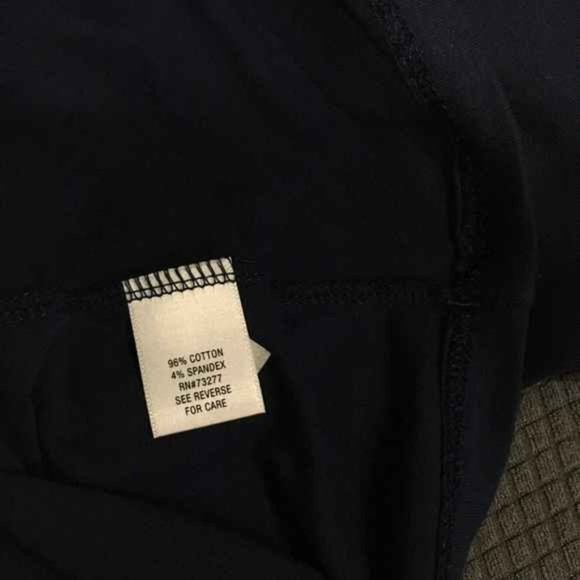 96% COTTON
4% SPANDEX
RN#73277
SEE REVERSE
FOR CARE